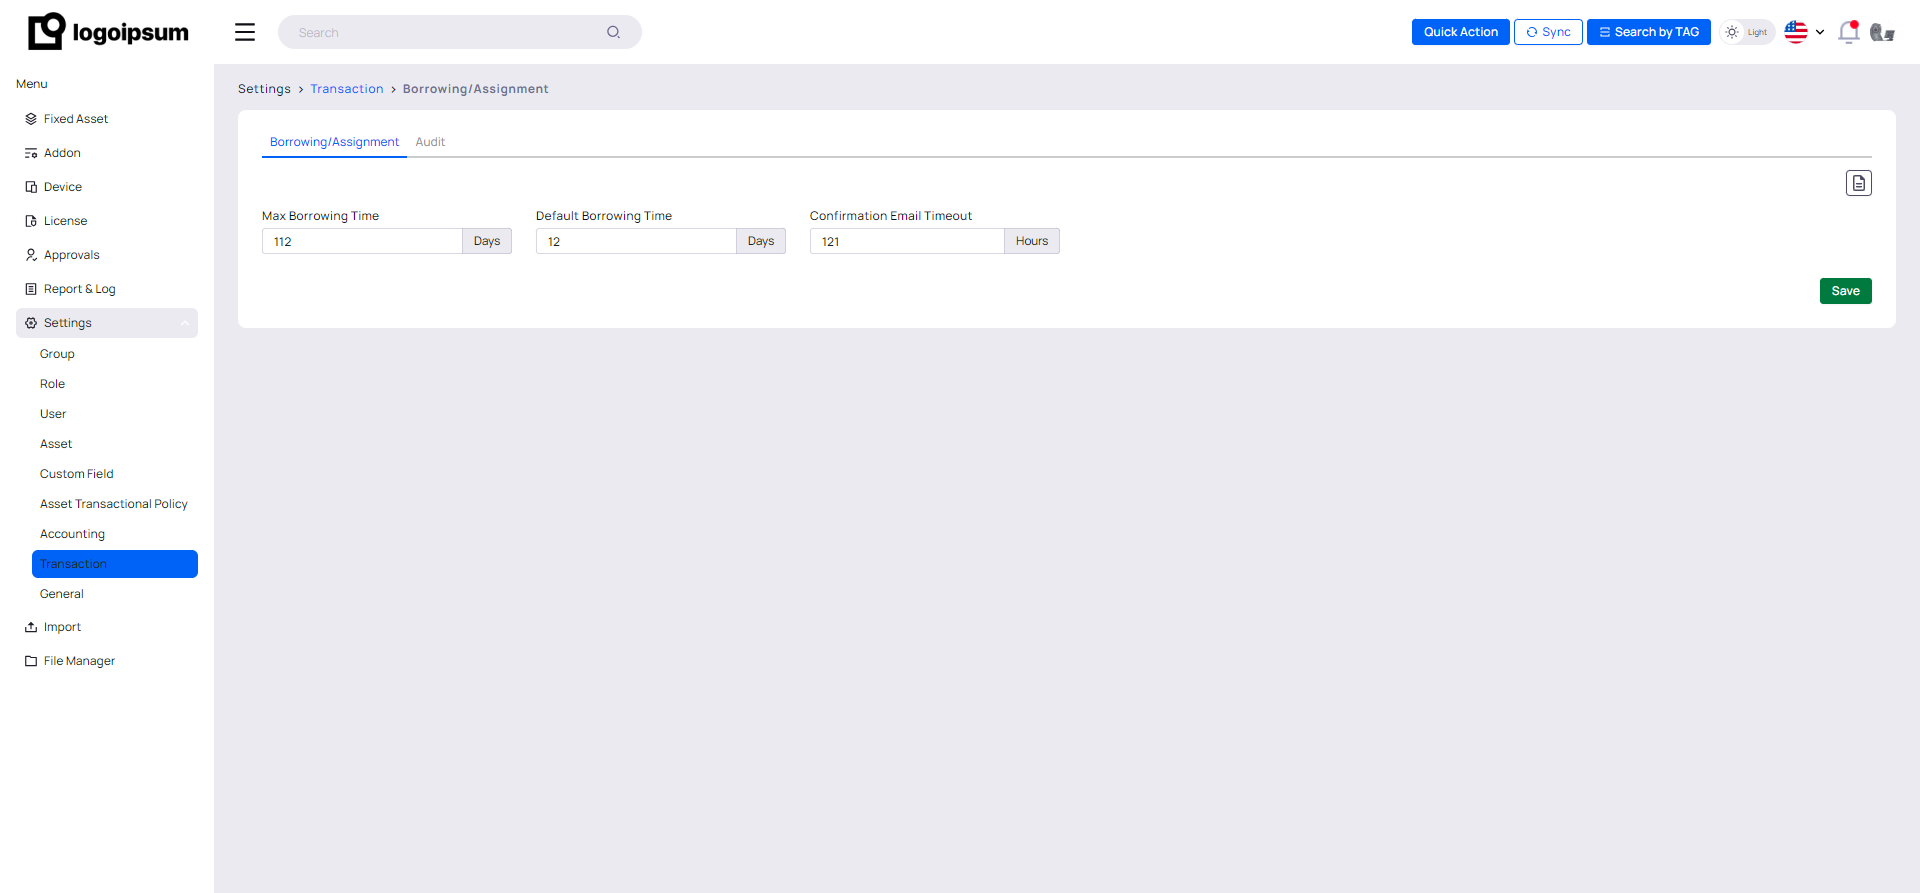 logoipsum
Search
Quick Action
Sync
Search by TAG
Light
Menu
Fixed Asset
Addon
Device
License
Approvals
Report & Log
Settings
Group
Role
User
Asset
Custom Field
Asset Transactional Policy
Accounting
Transaction
General
Import
File Manager
Settings > Transaction > Borrowing/Assignment
Borrowing/Assignment
Audit
Max Borrowing Time
112 Days
Default Borrowing Time
12 Days
Confirmation Email Timeout
121 Hours
Save